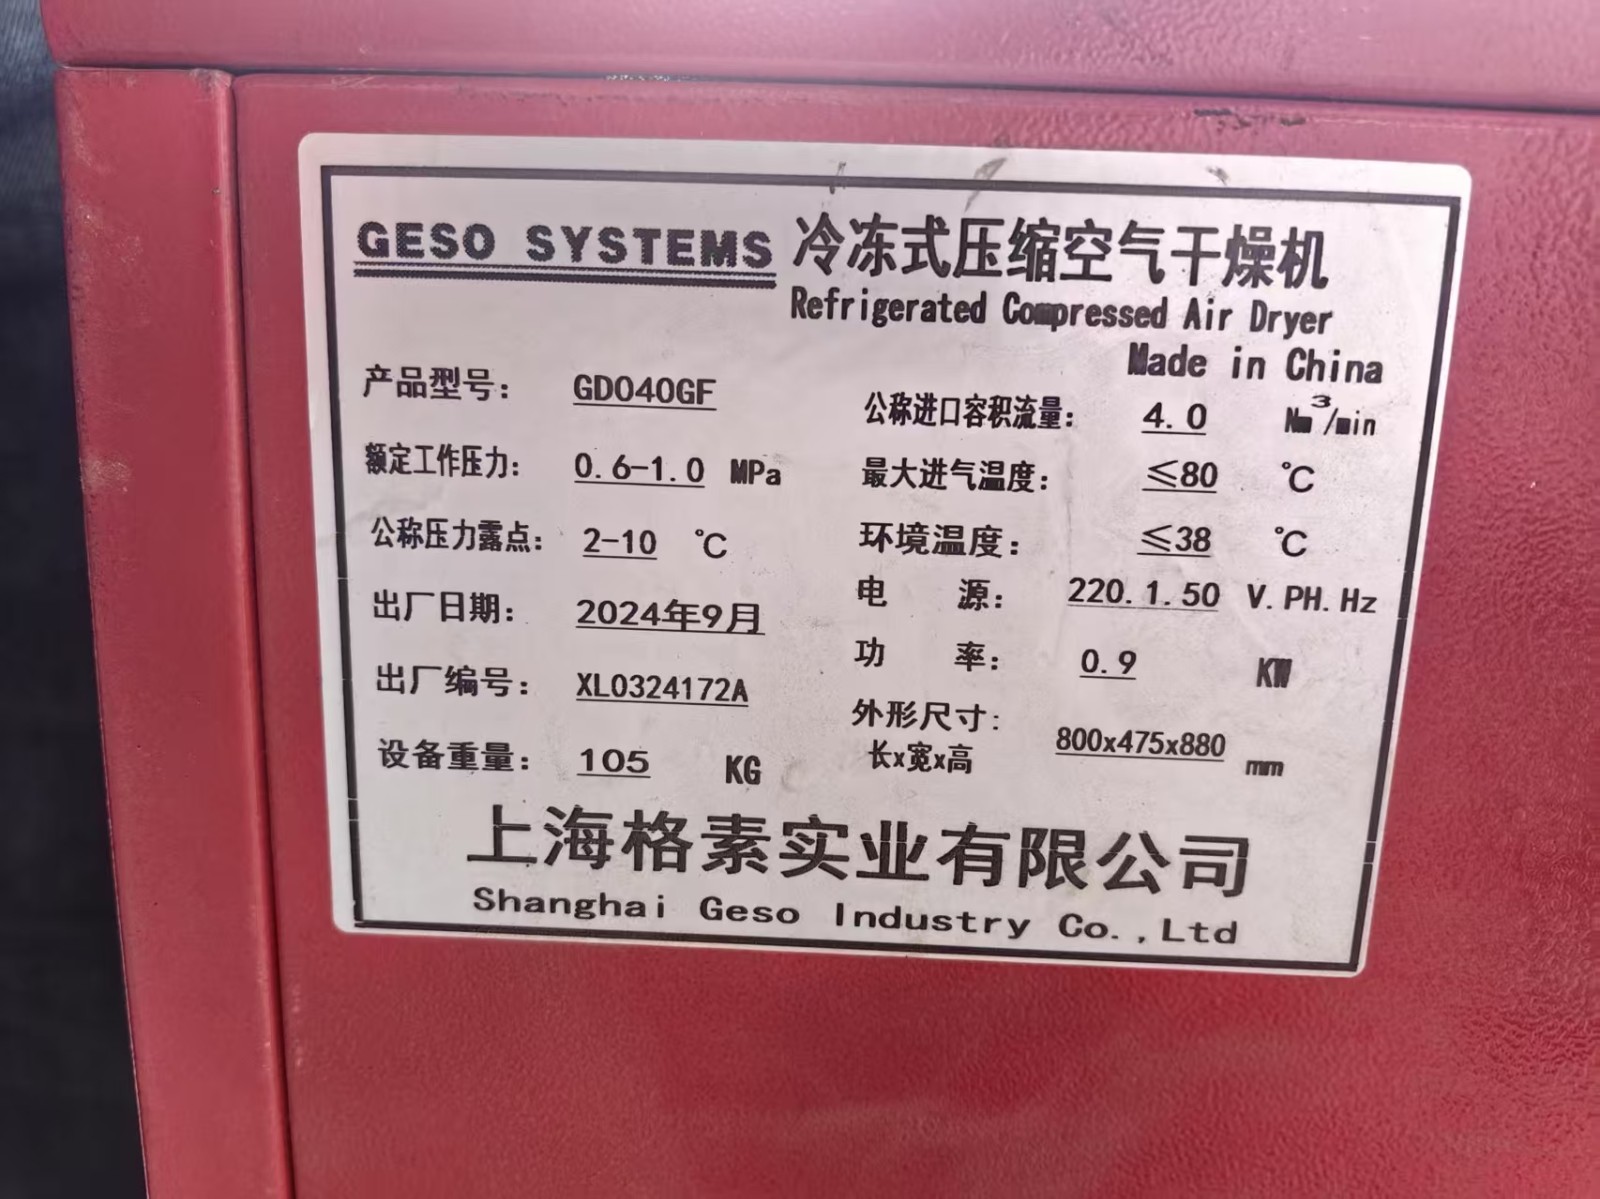 GESO SYSTEMS 冷冻式压缩空气干燥机
Refrigerated Compressed Air Dryer
Made in China
产品型号: GD040GF
公称进口容积流量: 4.0 Nm³/min
额定工作压力: 0.6-1.0 MPa
最大进气温度: ≤80 ℃
公称压力露点: 2-10 ℃
环境温度: ≤38 ℃
出厂日期: 2024年9月
电 源: 220.1.50 V.PH.Hz
出厂编号: XL0324172A
功 率: 0.9 KW
设备重量: 105 KG
外形尺寸:
长x宽x高 800x475x880 mm
上海格素实业有限公司
Shanghai Geso Industry Co.,Ltd